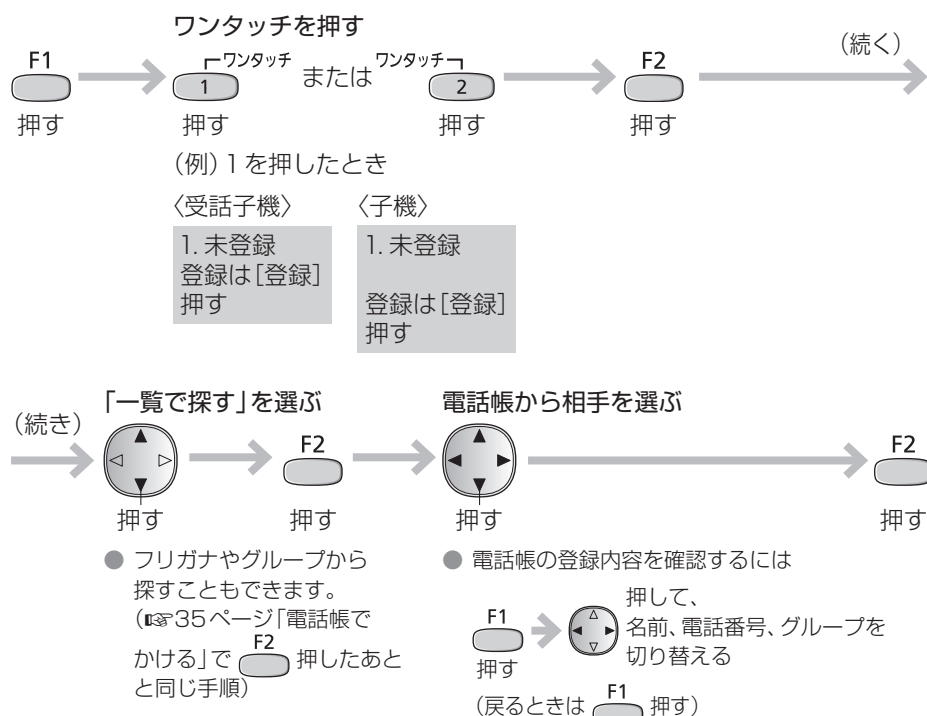 ワンタッチを押す
F1
ワンタッチ
1
または
ワンタッチ
2
F2
(続く)
押す
押す
押す
押す
(例)1を押したとき
〈受話子機〉
〈子機〉
1. 未登録
登録は[登録]
押す
1. 未登録
登録は[登録]
押す
(続き)
「一覧で探す」を選ぶ
F2
電話帳から相手を選ぶ
F2
押す
押す
押す
押す
● フリガナやグループから
探すこともできます。
(☞35ページ「電話帳で
かける」で F2 押したあと
と同じ手順)
● 電話帳の登録内容を確認するには
F1
押す
押して、
名前、電話番号、グループを
切り替える
(戻るときは F1 押す)